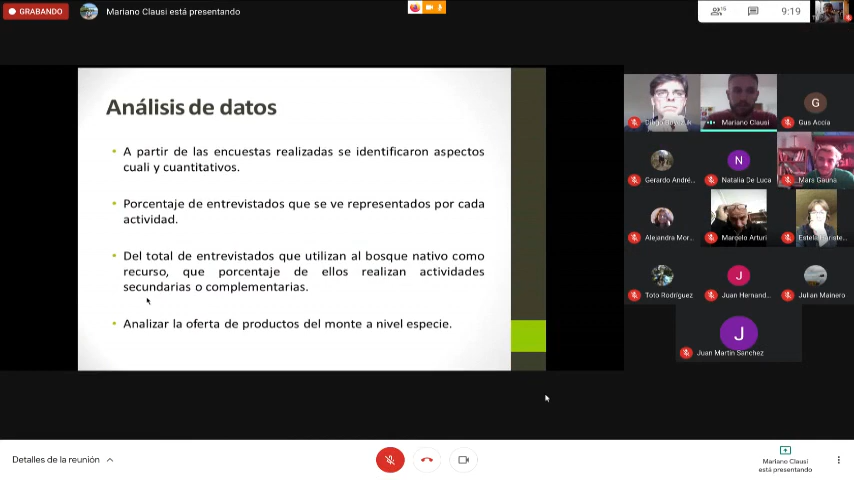 GRABANDO
Mariano Clausi está presentando
9:19
Análisis de datos
• A partir de las encuestas realizadas se identificaron aspectos
cuali y cuantitativos.
• Porcentaje de entrevistados que se ve representados por cada
actividad.
• Del total de entrevistados que utilizan al bosque nativo como
recurso, que porcentaje de ellos realizan actividades
secundarias o complementarias.
• Analizar la oferta de productos del monte a nivel especie.
Mariano Clausi
G
Gus Accia
Gerardo André...
N
Natalia De Luca
Mara Gauna
Alejandra Mor...
Marcelo Arturi
Toto Rodríguez
J
Juan Hernand...
Julian Mainero
J
Juan Martin Sanchez
Detalles de la reunión
Mariano Clausi
está presentando